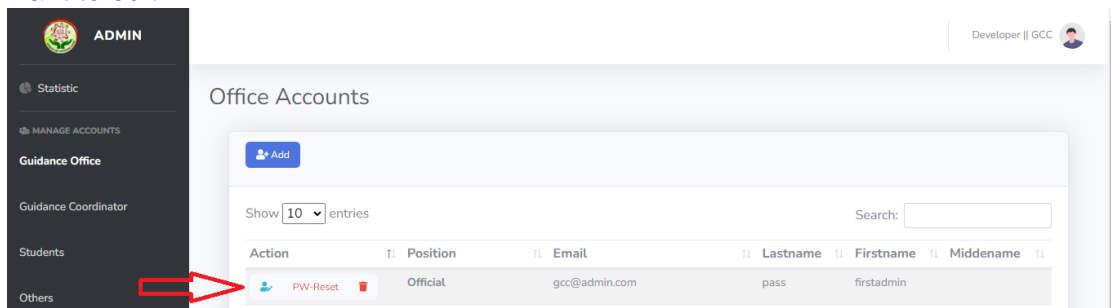 ADMIN
Developer || GCC
Statistic
Office Accounts
MANAGE ACCOUNTS
Add
Guidance Office
Guidance Coordinator
Show 10 entries
Search:
Students
Action Position Email Lastname Firstname Middename
PW-Reset Official gcc@admin.com pass firstadmin
Others